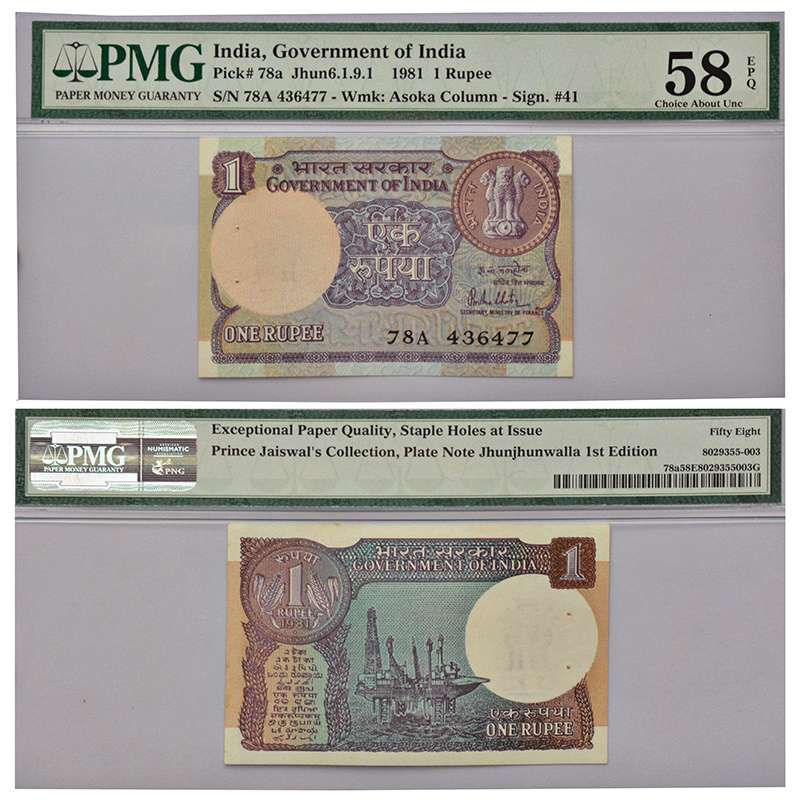 PMG
PAPER MONEY GUARANTY
India, Government of India
Pick# 78a Jhun6.1.9.1 1981 1 Rupee
S/N 78A 436477 - Wmk: Asoka Column - Sign. #41
58 EPQ
Choice About Unc
1
भारत सरकार
GOVERNMENT OF INDIA
भारत INDIA
एक
रुपया
सचिव, वित्त मंत्रालय
SECRETARY, MINISTRY OF FINANCE
ONE RUPEE
78A 436477
PMG
PAPER MONEY GUARANTY
NUMISMATIC
PNG
Exceptional Paper Quality, Staple Holes at Issue
Prince Jaiswal's Collection, Plate Note Jhunjhunwalla 1st Edition
Fifty Eight
8029355-003
78a58E8029355003G
रुपया
1
RUPEE
1981
भारत सरकार
GOVERNMENT OF INDIA
1
एक रुपया
ONE RUPEE